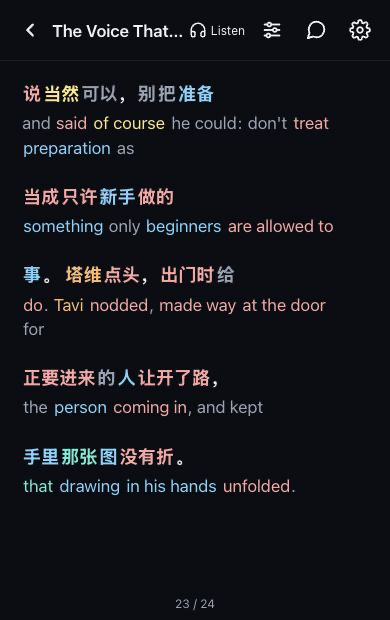 The Voice That... Listen
说当然可以，别把准备
and said of course he could: don't treat
preparation as
当成只许新手做的
something only beginners are allowed to
事。塔维点头，出门时给
do. Tavi nodded, made way at the door
for
正要进来的人让开了路，
the person coming in, and kept
手里那张图没有折。
that drawing in his hands unfolded.
23 / 24